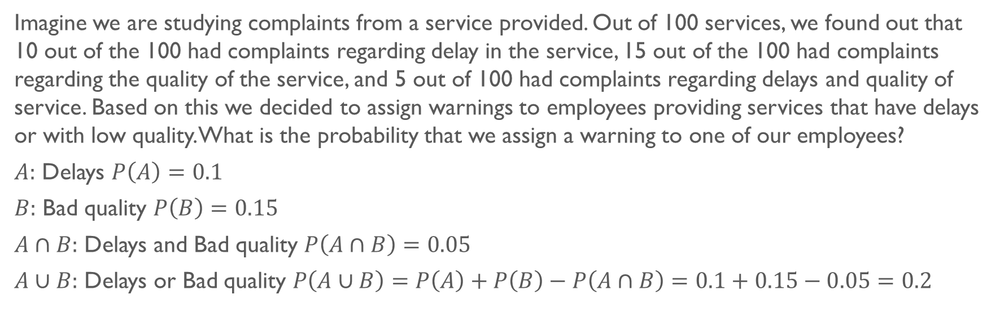 Imagine we are studying complaints from a service provided. Out of 100 services, we found out that
10 out of the 100 had complaints regarding delay in the service, 15 out of the 100 had complaints
regarding the quality of the service, and 5 out of 100 had complaints regarding delays and quality of
service. Based on this we decided to assign warnings to employees providing services that have delays
or with low quality. What is the probability that we assign a warning to one of our employees?
A: Delays P(A) = 0.1
B: Bad quality P(B) = 0.15
A ∩ B: Delays and Bad quality P(A ∩ B) = 0.05
A ∪ B: Delays or Bad quality P(A ∪ B) = P(A) + P(B) − P(A ∩ B) = 0.1 + 0.15 − 0.05 = 0.2